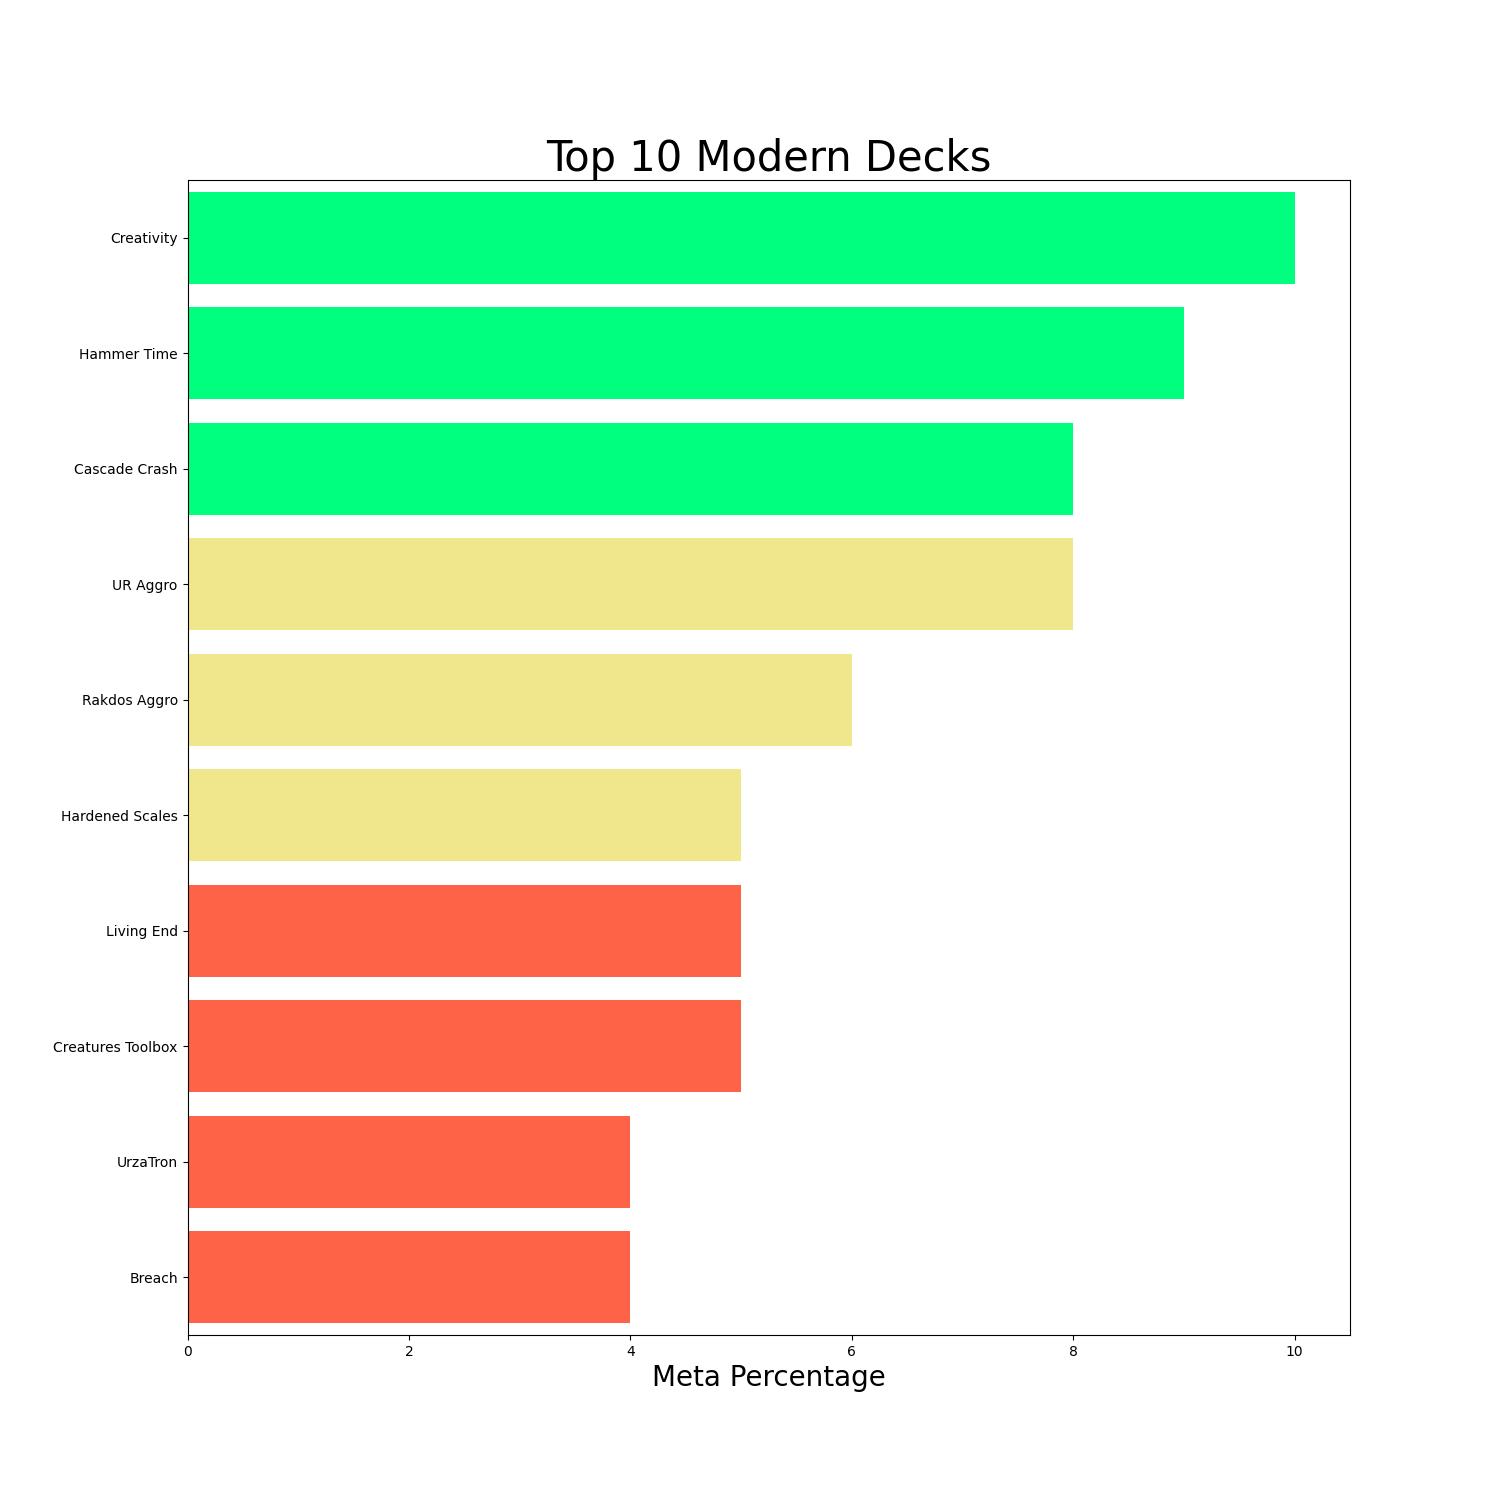 Top 10 Modern Decks
Creativity
Hammer Time
Cascade Crash
UR Aggro
Rakdos Aggro
Hardened Scales
Living End
Creatures Toolbox
UrzaTron
Breach
0 2 4 6 8 10
Meta Percentage